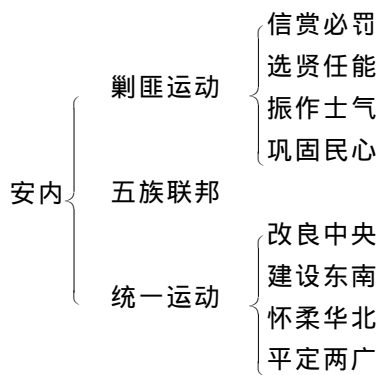 安内
剿匪运动
信赏必罚
选贤任能
振作士气
巩固民心
五族联邦
统一运动
改良中央
建设东南
怀柔华北
平定两广